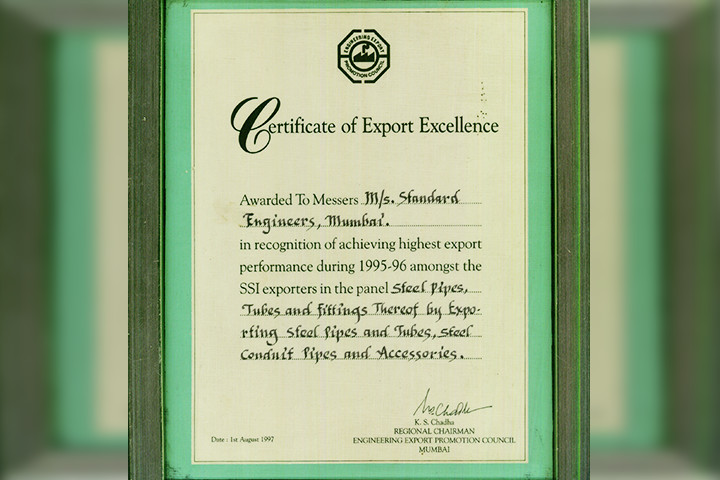 ENGINEERING EXPORT
PROMOTION COUNCIL
Certificate of Export Excellence
Awarded To Messers M/s. Standard
Engineers, Mumbai.
in recognition of achieving highest export
performance during 1995-96 amongst the
SSI exporters in the panel Steel Pipes,
Tubes and Fittings Thereof by Expo-
rting Steel Pipes and Tubes, Steel
Conduit Pipes and Accessories.
K. S. Chadha
REGIONAL CHAIRMAN
Date : 1st August 1997 ENGINEERING EXPORT PROMOTION COUNCIL
MUMBAI